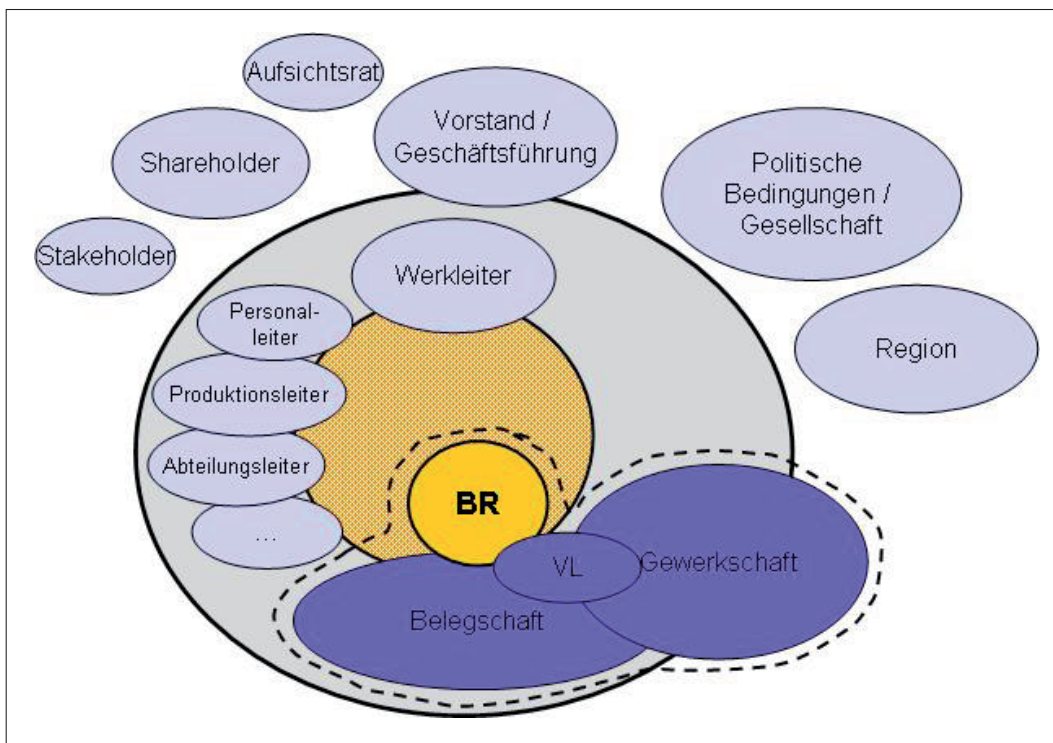 Aufsichtsrat
Vorstand /
Geschäftsführung
Shareholder
Politische
Bedingungen /
Gesellschaft
Stakeholder
Werkleiter
Personal-
leiter
Region
Produktionsleiter
Abteilungsleiter
BR
...
VL
Gewerkschaft
Belegschaft